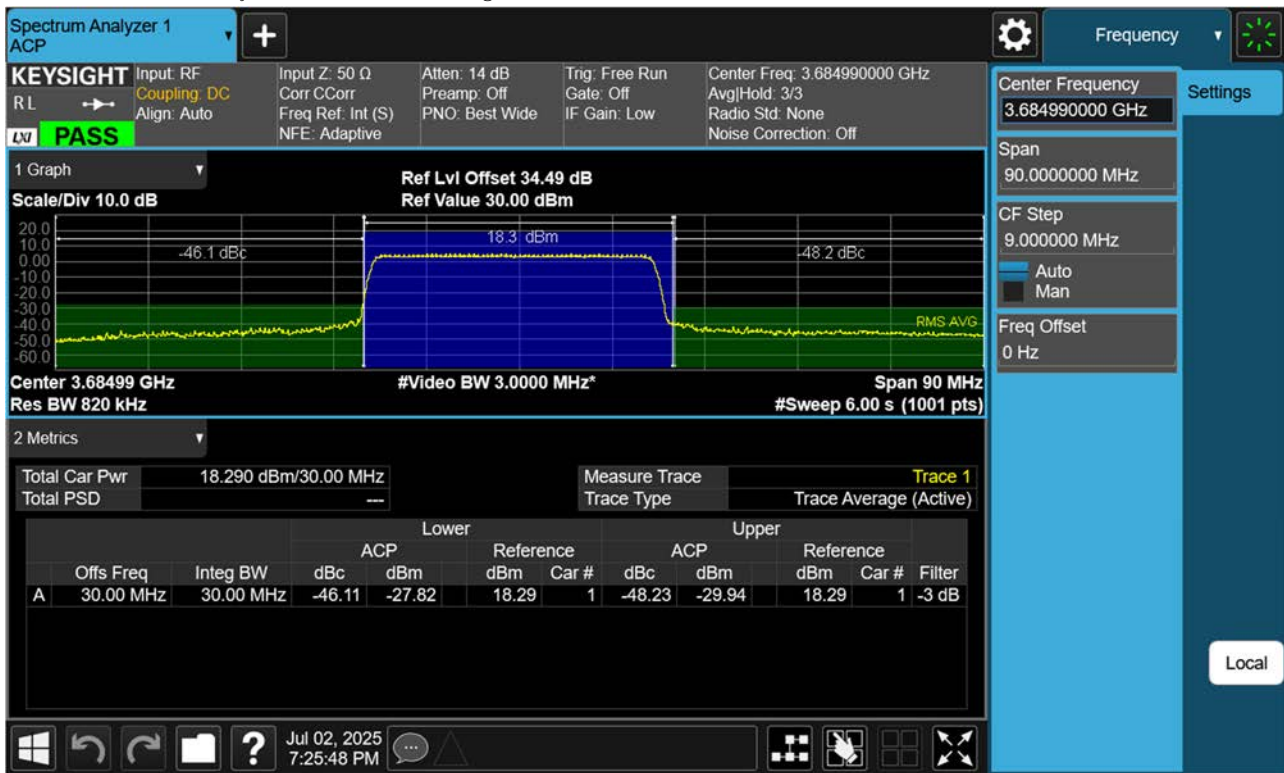 Spectrum Analyzer 1
ACP
+
Frequency
KEYSIGHT
R L
LXI
PASS
Input: RF
Coupling: DC
Align: Auto
Input Z: 50 Ω
Corr CCorr
Freq Ref: Int (S)
NFE: Adaptive
Atten: 14 dB
Preamp: Off
PNO: Best Wide
Trig: Free Run
Gate: Off
IF Gain: Low
Center Freq: 3.684990000 GHz
Avg|Hold: 3/3
Radio Std: None
Noise Correction: Off
1 Graph
Scale/Div 10.0 dB
Ref Lvl Offset 34.49 dB
Ref Value 30.00 dBm
20.0
10.0
0.00
-10.0
-20.0
-30.0
-40.0
-50.0
-60.0
-46.1 dBc
18.3 dBm
-48.2 dBc
RMS AVG
Center 3.68499 GHz
#Video BW 3.0000 MHz*
Span 90 MHz
Res BW 820 kHz
#Sweep 6.00 s (1001 pts)
2 Metrics
Total Car Pwr 18.290 dBm/30.00 MHz
Total PSD ---
Measure Trace Trace 1
Trace Type Trace Average (Active)
Lower Upper
ACP Reference ACP Reference
Offs Freq Integ BW dBc dBm dBm Car # dBc dBm dBm Car # Filter
A 30.00 MHz 30.00 MHz -46.11 -27.82 18.29 1 -48.23 -29.94 18.29 1 -3 dB
Center Frequency
3.684990000 GHz
Span
90.0000000 MHz
CF Step
9.000000 MHz
Auto
Man
Freq Offset
0 Hz
Settings
Local
?
Jul 02, 2025
7:25:48 PM